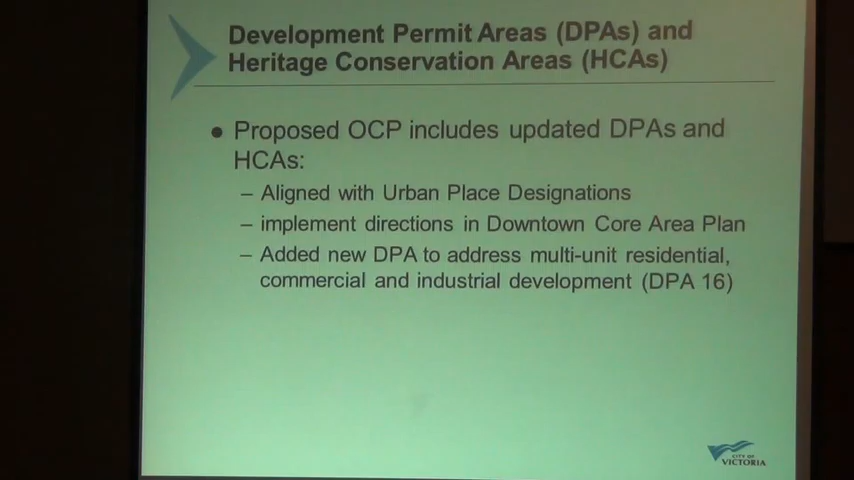 Development Permit Areas (DPAs) and
Heritage Conservation Areas (HCAs)
● Proposed OCP includes updated DPAs and
HCAs:
– Aligned with Urban Place Designations
– implement directions in Downtown Core Area Plan
– Added new DPA to address multi-unit residential,
commercial and industrial development (DPA 16)
CITY OF
VICTORIA